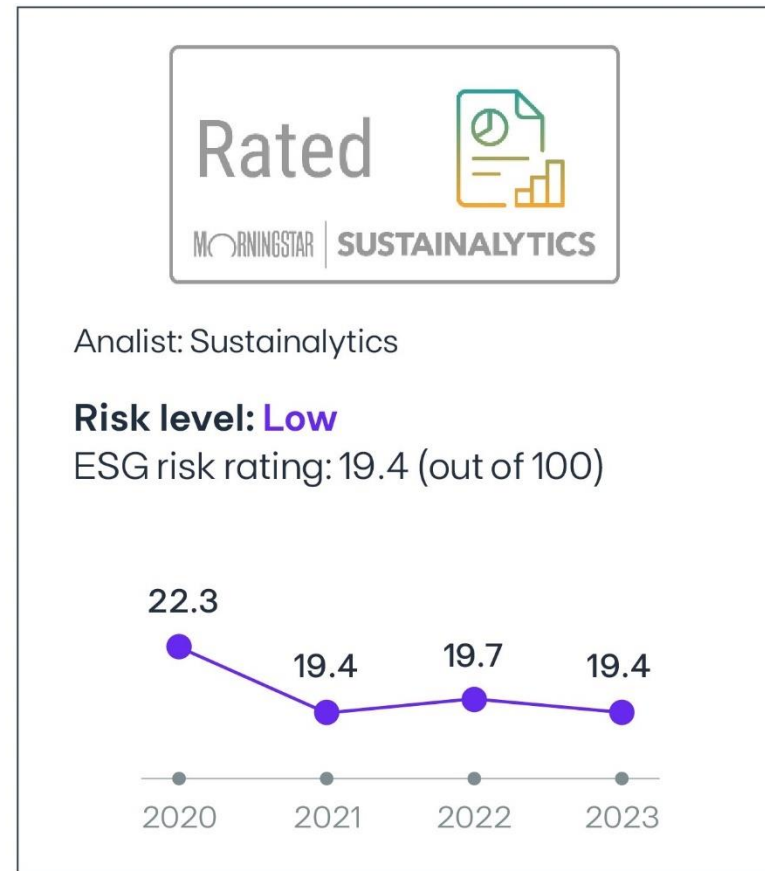 Rated
MORNINGSTAR | SUSTAINALYTICS
Analist: Sustainalytics
Risk level: Low
ESG risk rating: 19.4 (out of 100)
22.3
19.4
19.7
19.4
2020
2021
2022
2023